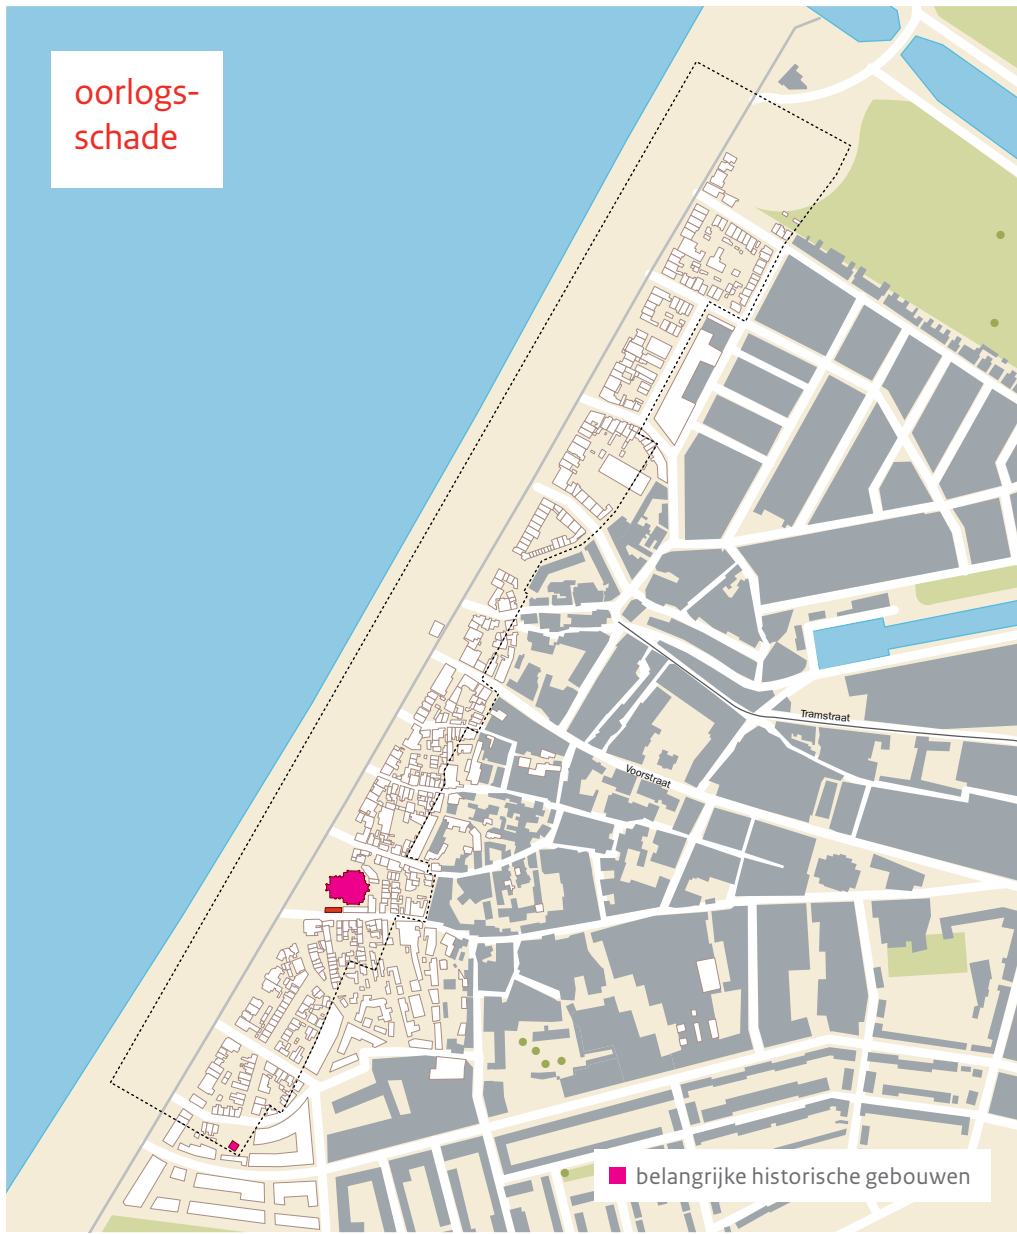 oorlogs-
schade
Tramstraat
Voorstraat
belangrijke historische gebouwen